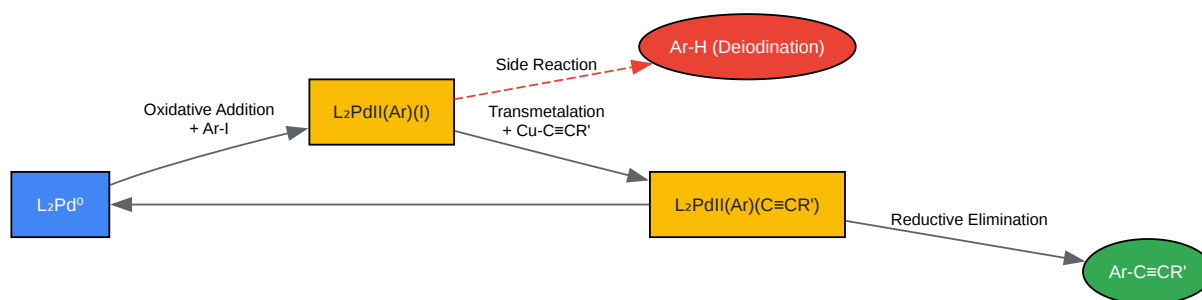 Ar-H (Deiodination)
Side Reaction
Oxidative Addition
+ Ar-I
L₂PdII(Ar)(I)
Transmetalation
+ Cu-C≡CR'
L₂Pd⁰
L₂PdII(Ar)(C≡CR')
Reductive Elimination
Ar-C≡CR'